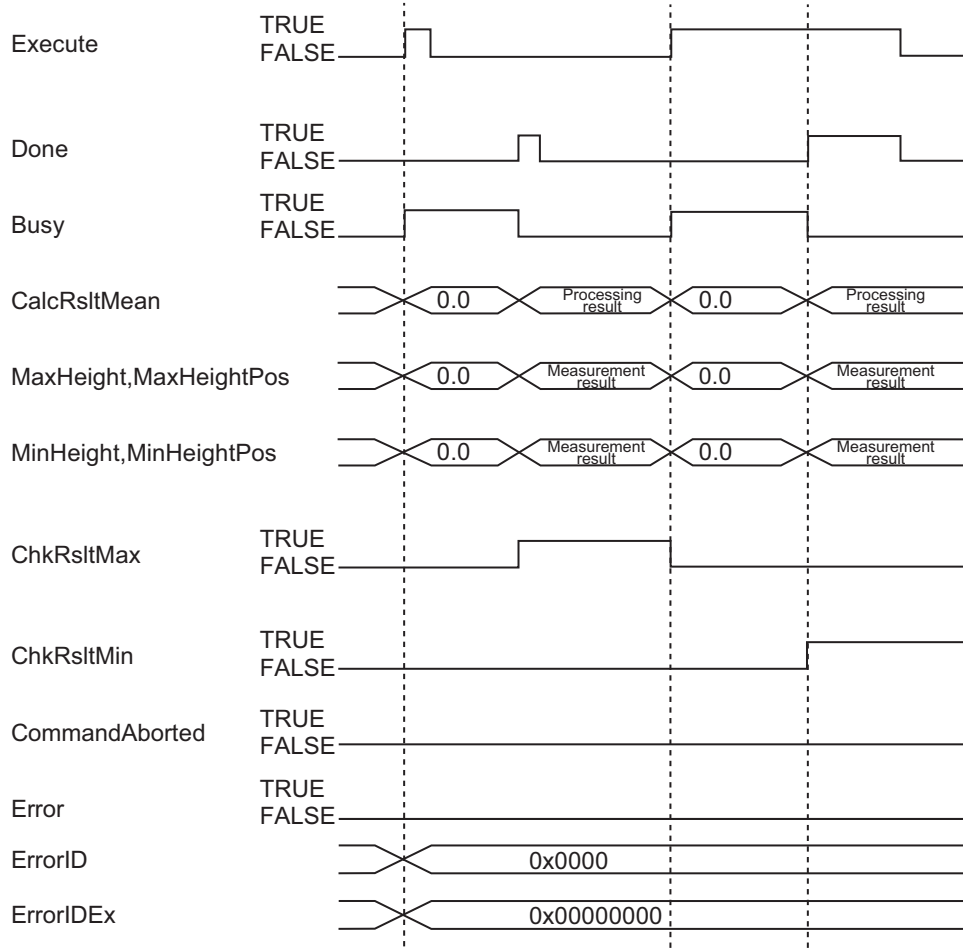 Execute TRUE
FALSE
Done TRUE
FALSE
Busy TRUE
FALSE
CalcRsltMean 0.0 Processing result 0.0 Processing result
MaxHeight,MaxHeightPos 0.0 Measurement result 0.0 Measurement result
MinHeight,MinHeightPos 0.0 Measurement result 0.0 Measurement result
ChkRsltMax TRUE
FALSE
ChkRsltMin TRUE
FALSE
CommandAborted TRUE
FALSE
Error TRUE
FALSE
ErrorID 0x0000
ErrorIDEx 0x00000000